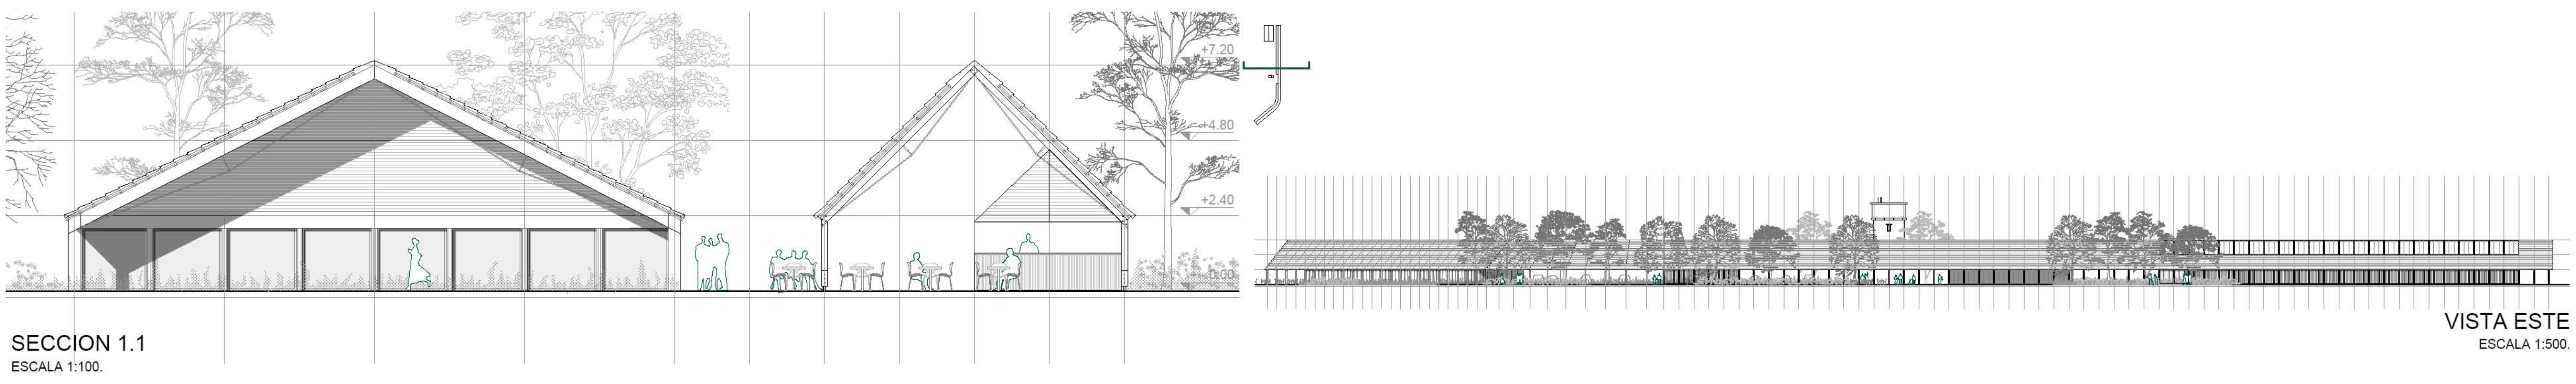 +7.20
+4.80
+2.40
0.00
SECCION 1.1
ESCALA 1:100.
VISTA ESTE
ESCALA 1:500.